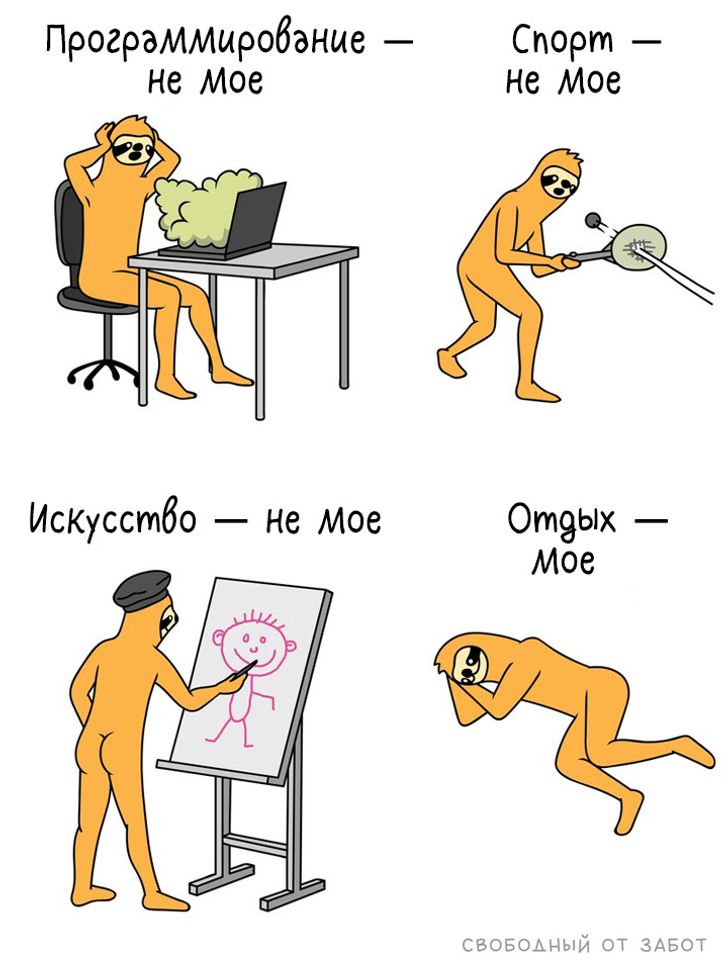 Программирование —
не мое
Спорт —
не мое
Искусство — не мое
Отдых —
мое
СВОБОДНЫЙ ОТ ЗАБОТ